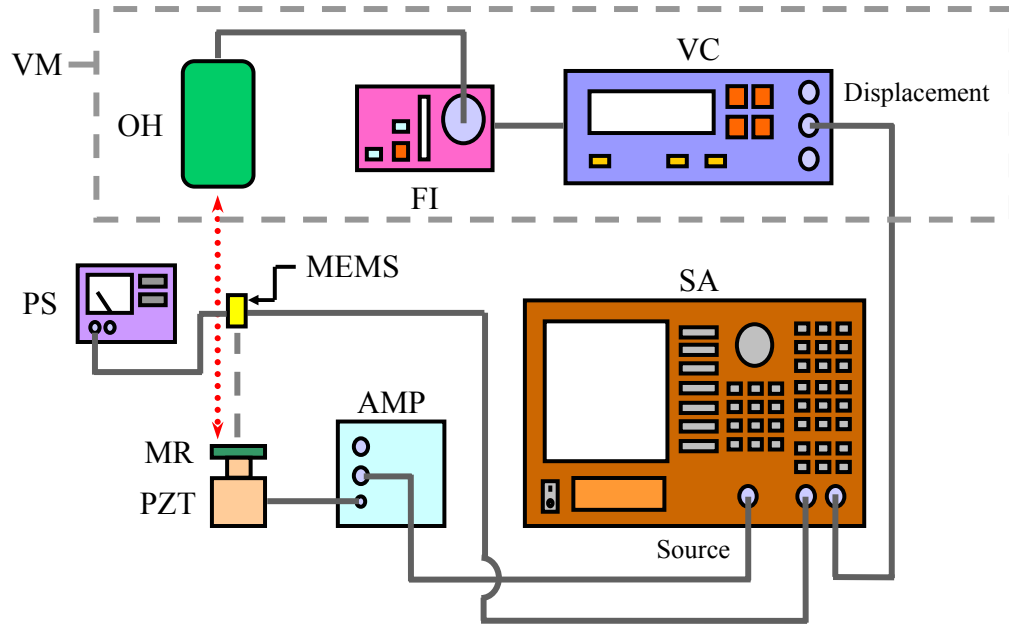 VC
VM
Displacement
OH
FI
MEMS
SA
PS
AMP
MR
PZT
Source